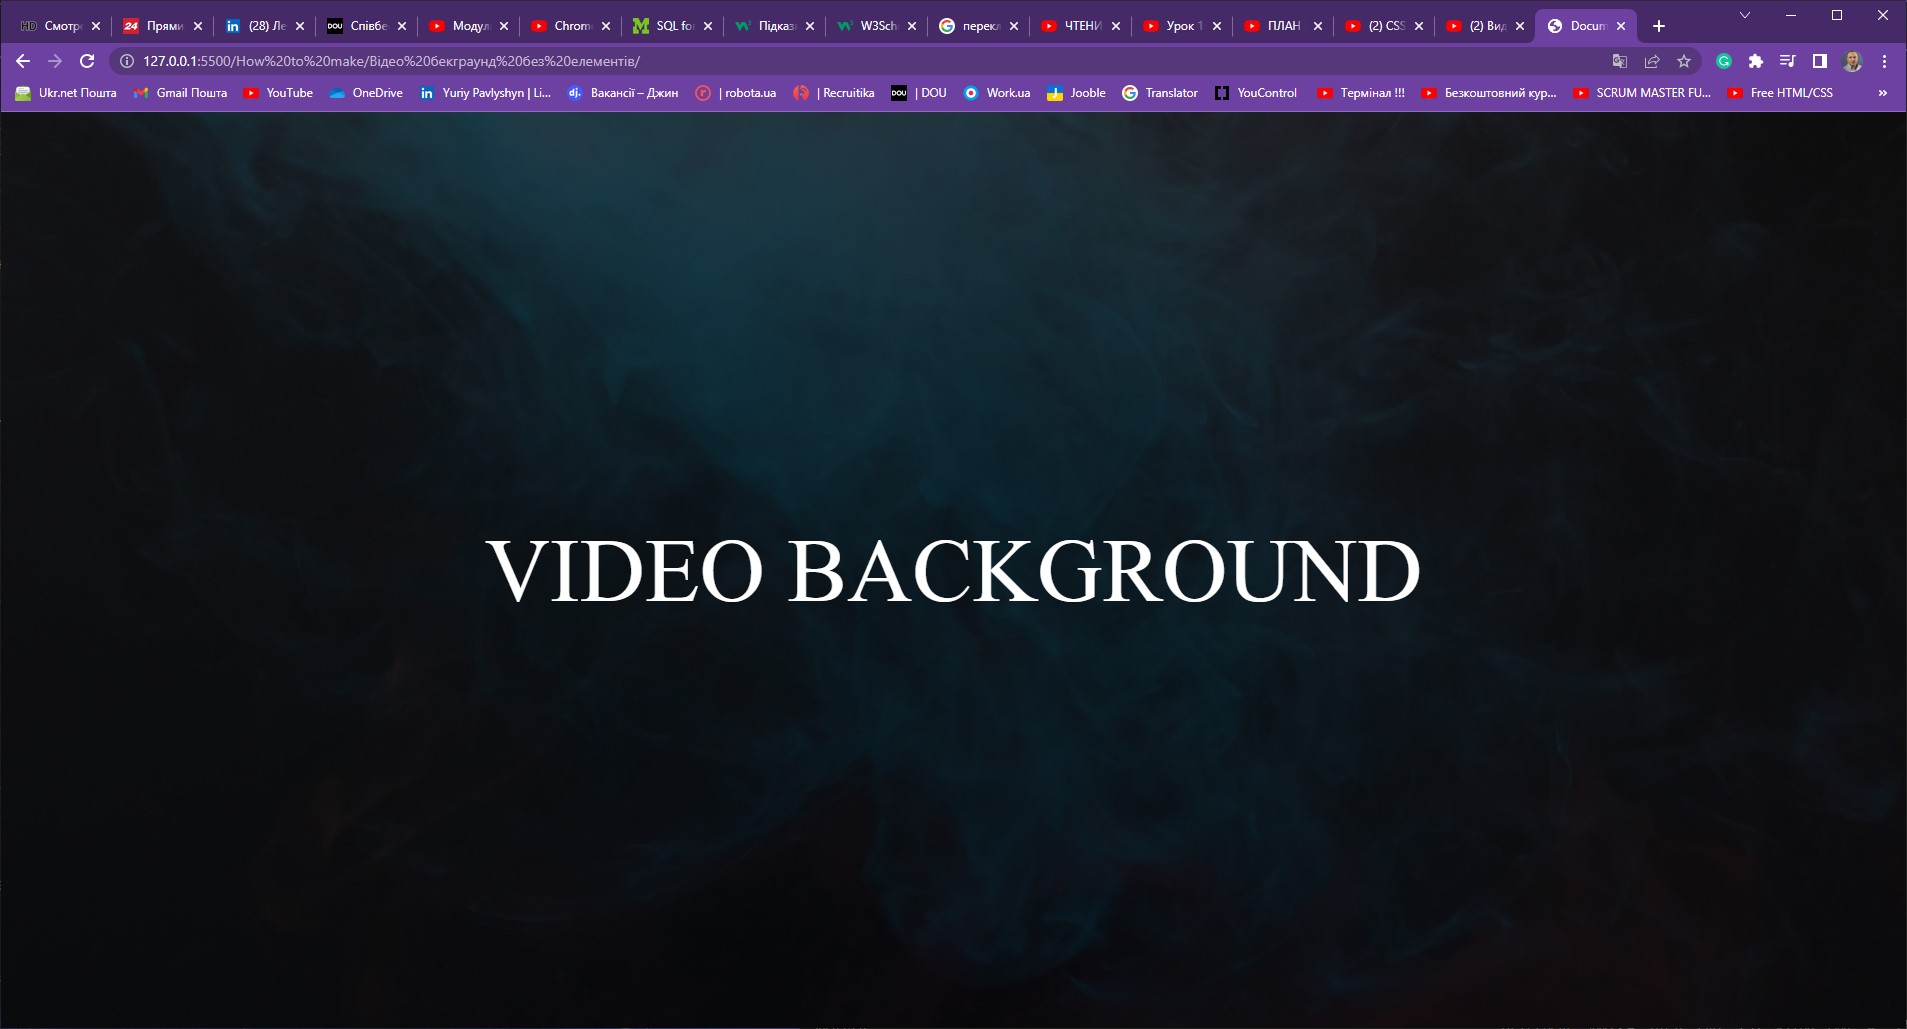 HD Смотр 24 Прями in (28) Ле DOU Співбе Модул Chrom M SQL fo Підказ W3Sch G перекл ЧТЕНИ Урок 1 ПЛАН (2) CSS (2) Вид Docum
127.0.0.1:5500/How%20to%20make/Відео%20бекграунд%20без%20елементів/
Ukr.net Пошта Gmail Пошта YouTube OneDrive in Yuriy Pavlyshyn | Li... dj. Вакансії – Джин r | robota.ua | Recruitika DOU | DOU Work.ua Jooble G Translator YouControl Термінал !!! Безкоштовний кур... SCRUM MASTER FU... Free HTML/CSS »
VIDEO BACKGROUND